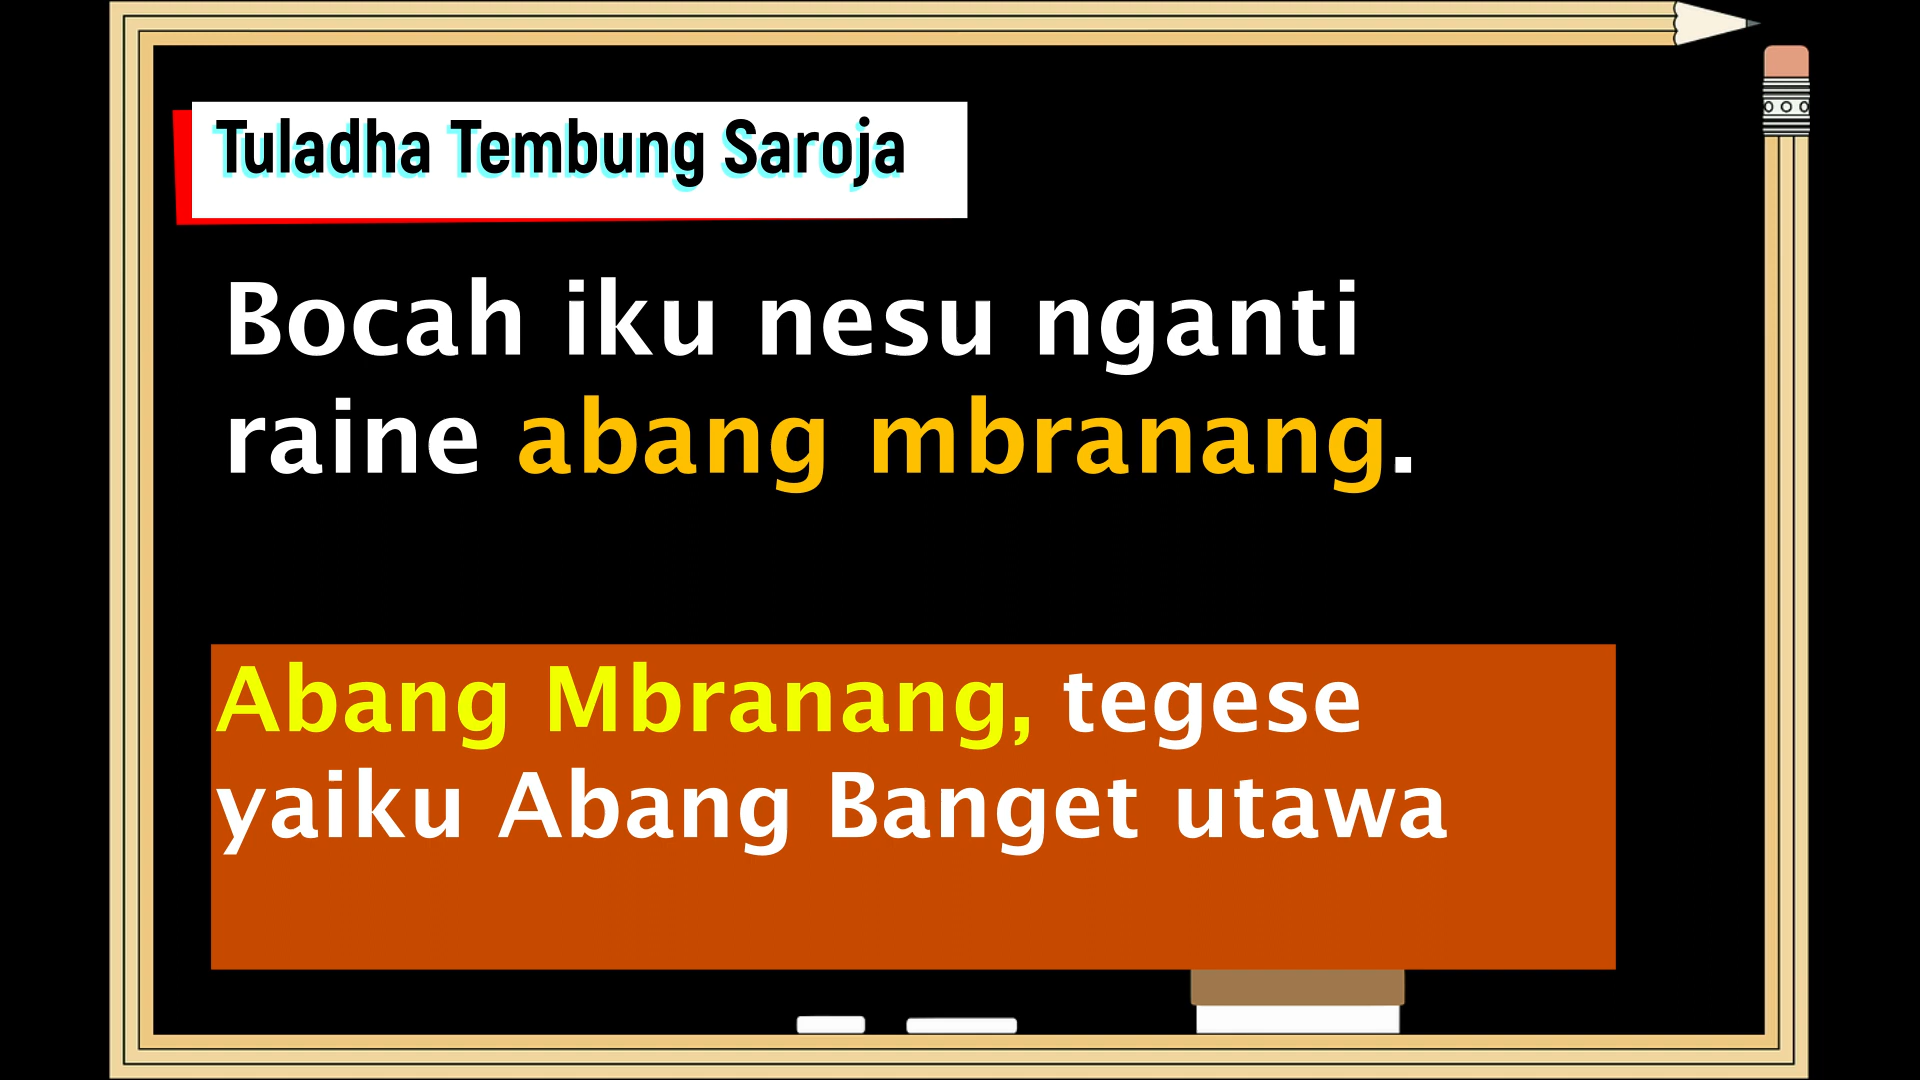 Tuladha Tembung Saroja
Bocah iku nesu nganti
raine abang mbranang.
Abang Mbranang, tegese
yaiku Abang Banget utawa